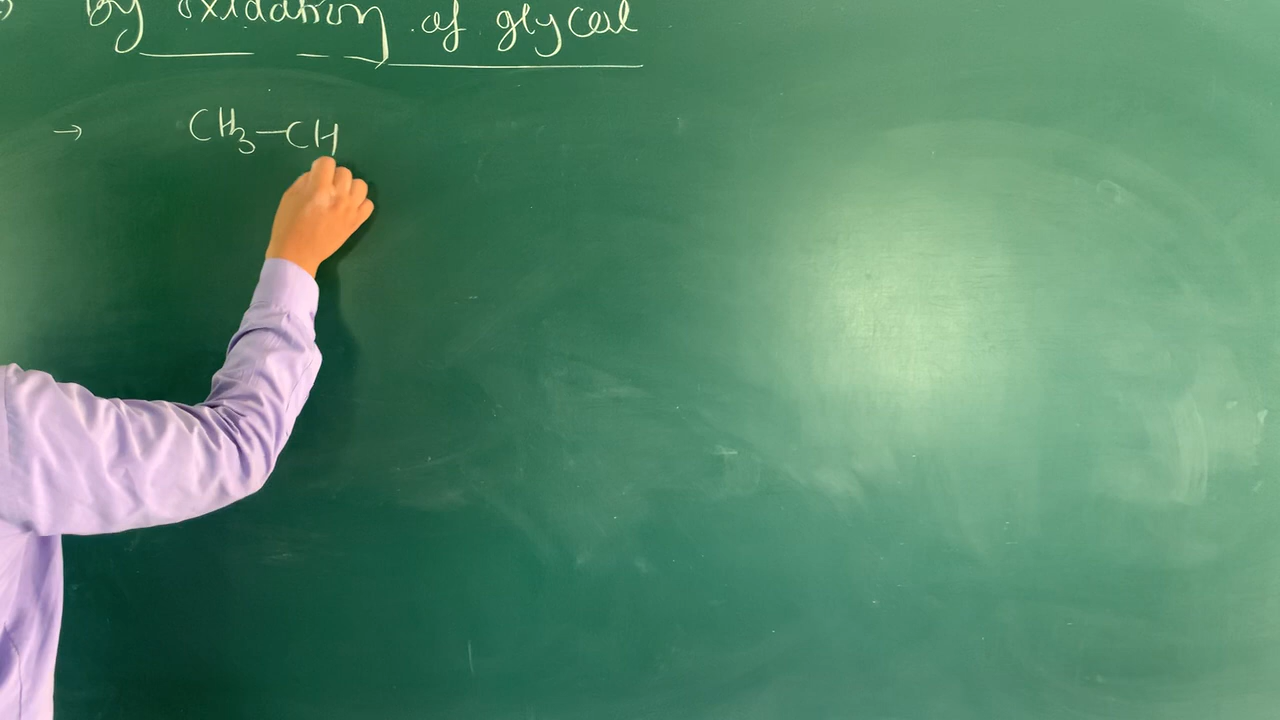 By oxidation of glycol
→ CH3-CH